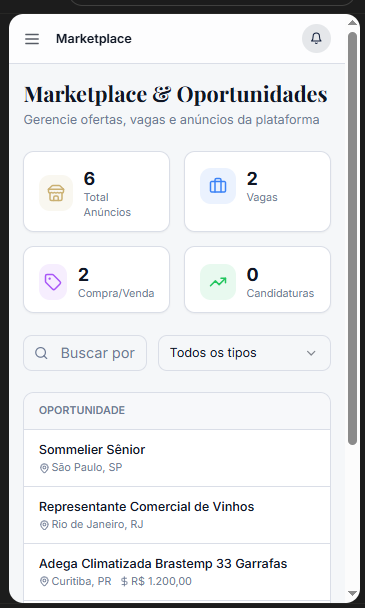 Marketplace
Marketplace & Oportunidades
Gerencie ofertas, vagas e anúncios da plataforma
6
Total
Anúncios
2
Vagas
2
Compra/Venda
0
Candidaturas
Buscar por
Todos os tipos
OPORTUNIDADE
Sommelier Sênior
São Paulo, SP
Representante Comercial de Vinhos
Rio de Janeiro, RJ
Adega Climatizada Brastemp 33 Garrafas
Curitiba, PR $ R$ 1.200,00